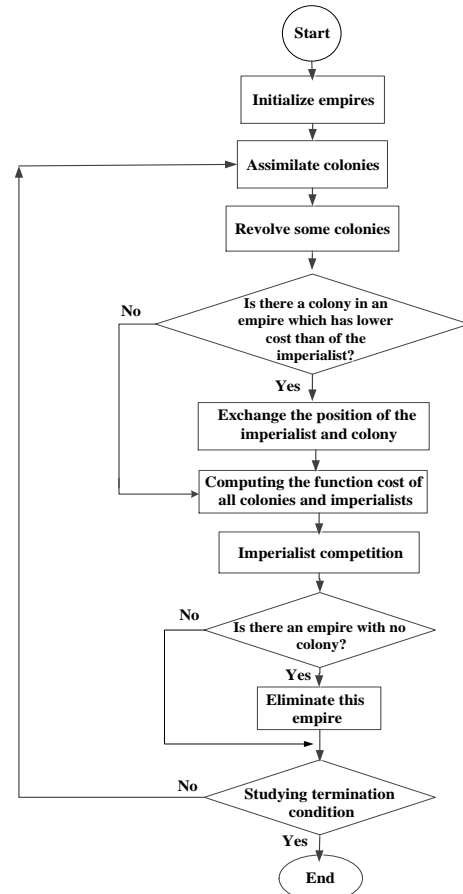 Start
Initialize empires
Assimilate colonies
Revolve some colonies
Is there a colony in an
empire which has lower
cost than of the
imperialist?
No
Yes
Exchange the position of the
imperialist and colony
Computing the function cost of
all colonies and imperialists
Imperialist competition
No
Is there an empire with no
colony?
Yes
Eliminate this
empire
No
Studying termination
condition
Yes
End